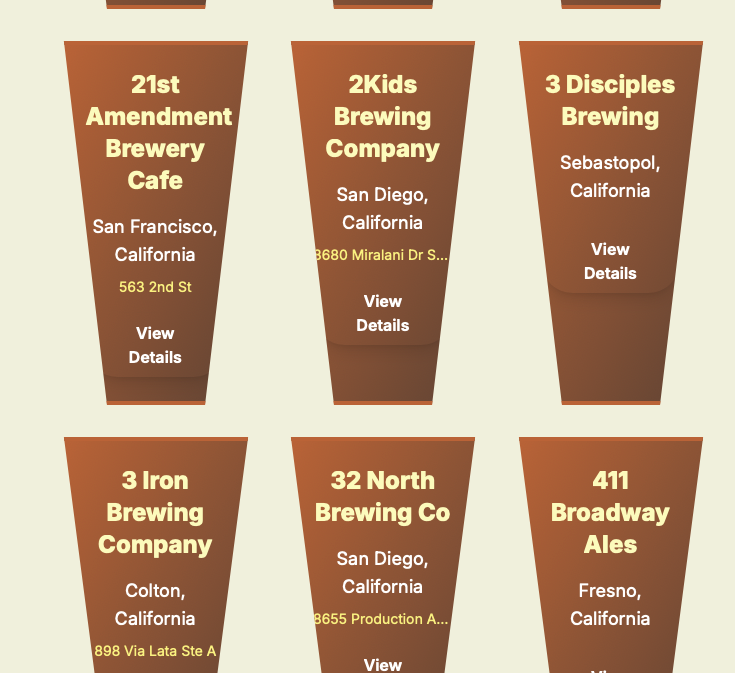 21st
Amendment
Brewery
Cafe
San Francisco,
California
563 2nd St
View
Details
2Kids
Brewing
Company
San Diego,
California
8680 Miralani Dr S...
View
Details
3 Disciples
Brewing
Sebastopol,
California
View
Details
3 Iron
Brewing
Company
Colton,
California
898 Via Lata Ste A
32 North
Brewing Co
San Diego,
California
8655 Production A...
View
411
Broadway
Ales
Fresno,
California